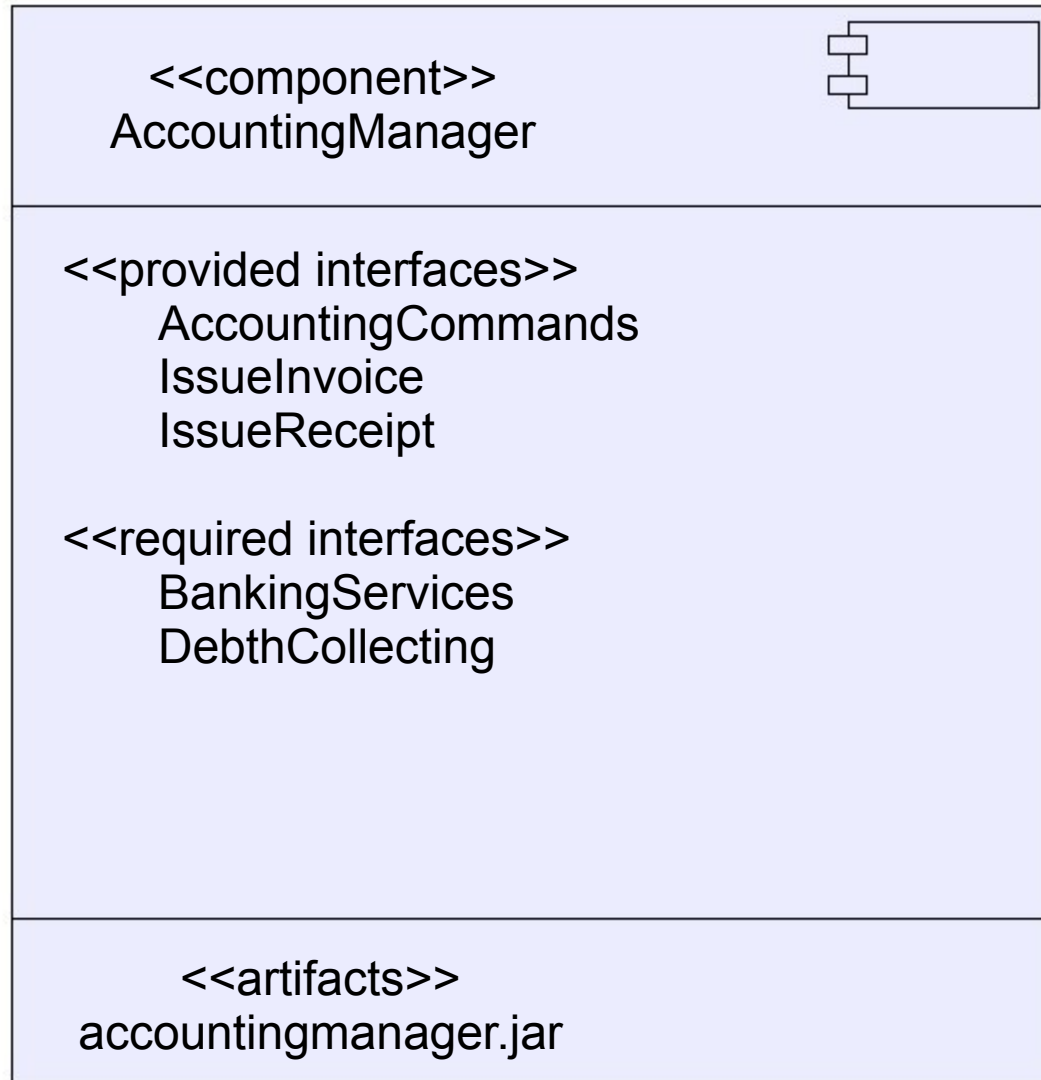 <<component>>
AccountingManager
<<provided interfaces>>
AccountingCommands
IssueInvoice
IssueReceipt
<<required interfaces>>
BankingServices
DebthCollecting
<<artifacts>>
accountingmanager.jar